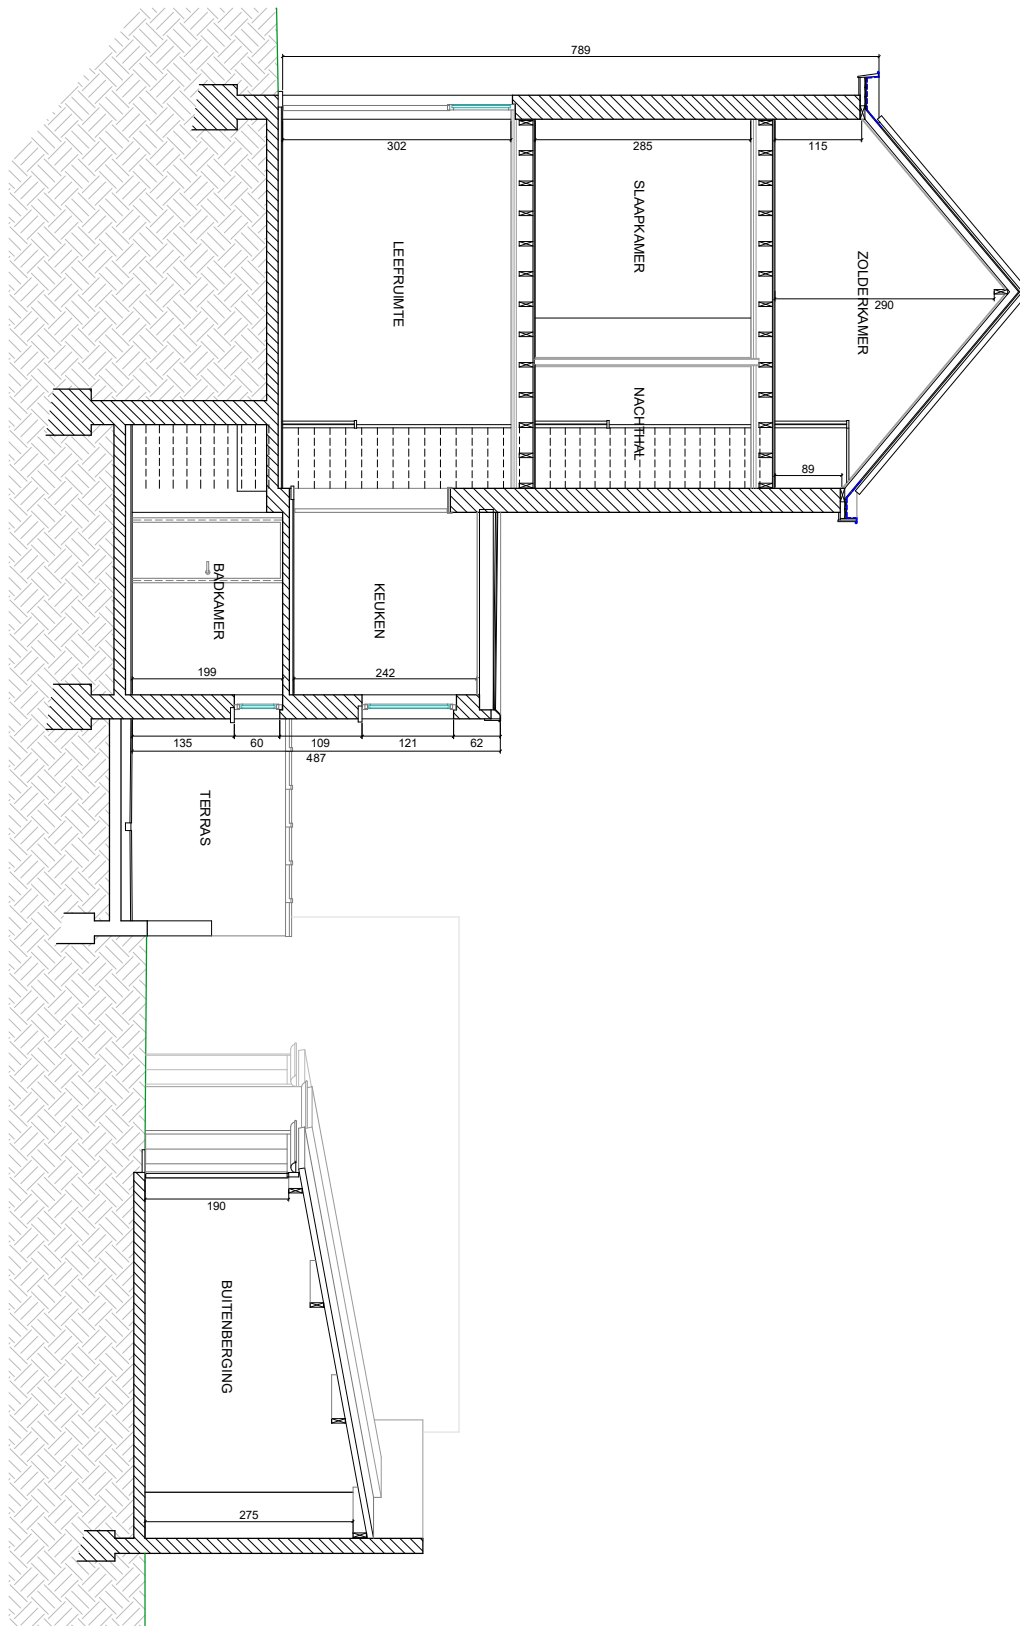 789
302
285
115
SLAAPKAMER
LEEFRUIMTE
ZOLDERKAMER
290
NACHTHAL
89
BADKAMER
KEUKEN
199
242
135
60
109
121
62
487
TERRAS
190
BUITENBERGING
275